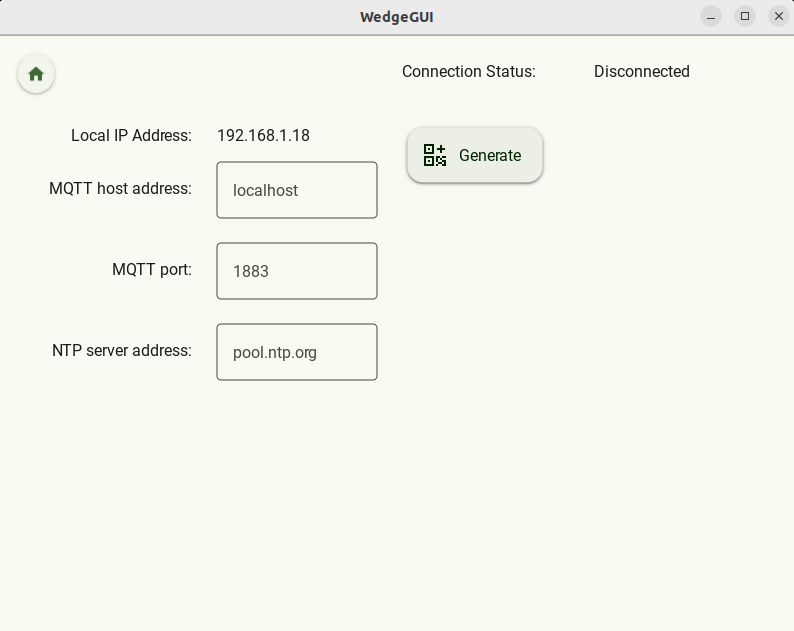 WedgeGUI
Connection Status: Disconnected
Local IP Address: 192.168.1.18
Generate
MQTT host address: localhost
MQTT port: 1883
NTP server address: pool.ntp.org